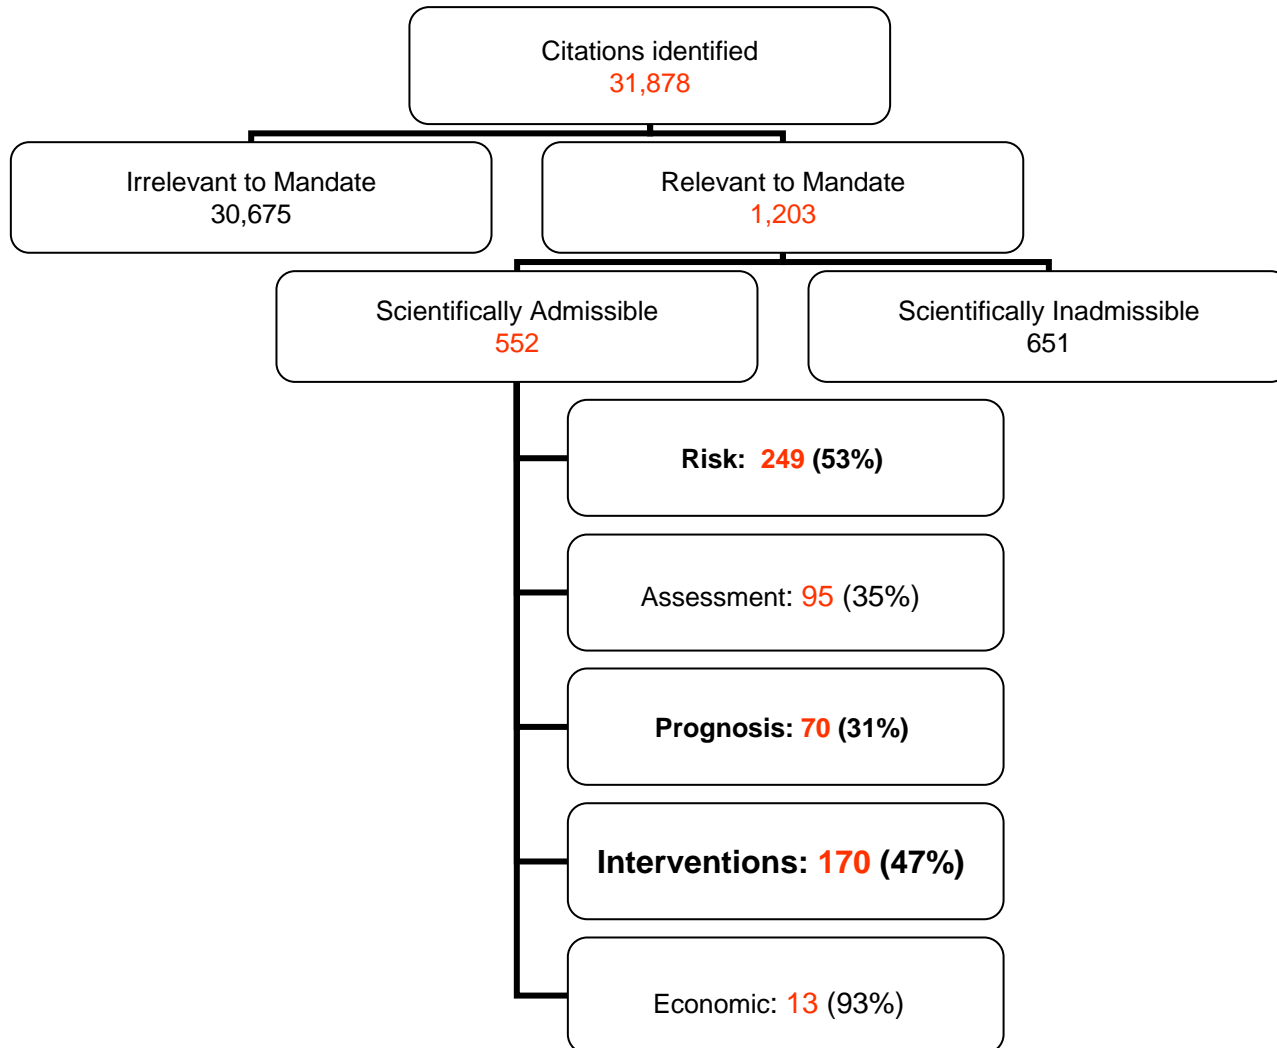 Citations identified
31,878
Irrelevant to Mandate
30,675
Relevant to Mandate
1,203
Scientifically Admissible
552
Scientifically Inadmissible
651
Risk: 249 (53%)
Assessment: 95 (35%)
Prognosis: 70 (31%)
Interventions: 170 (47%)
Economic: 13 (93%)